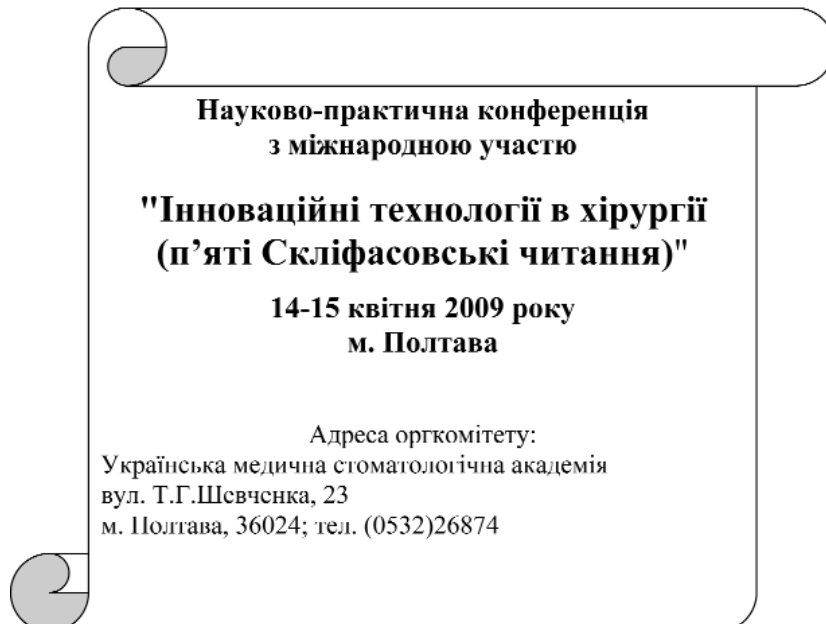 Науково-практична конференція
з міжнародною участю
"Інноваційні технології в хірургії
(п’яті Скліфасовські читання)"
14-15 квітня 2009 року
м. Полтава
Адреса оргкомітету:
Українська медична стоматологічна академія
вул. Т.Г.Шевченка, 23
м. Полтава, 36024; тел. (0532)26874